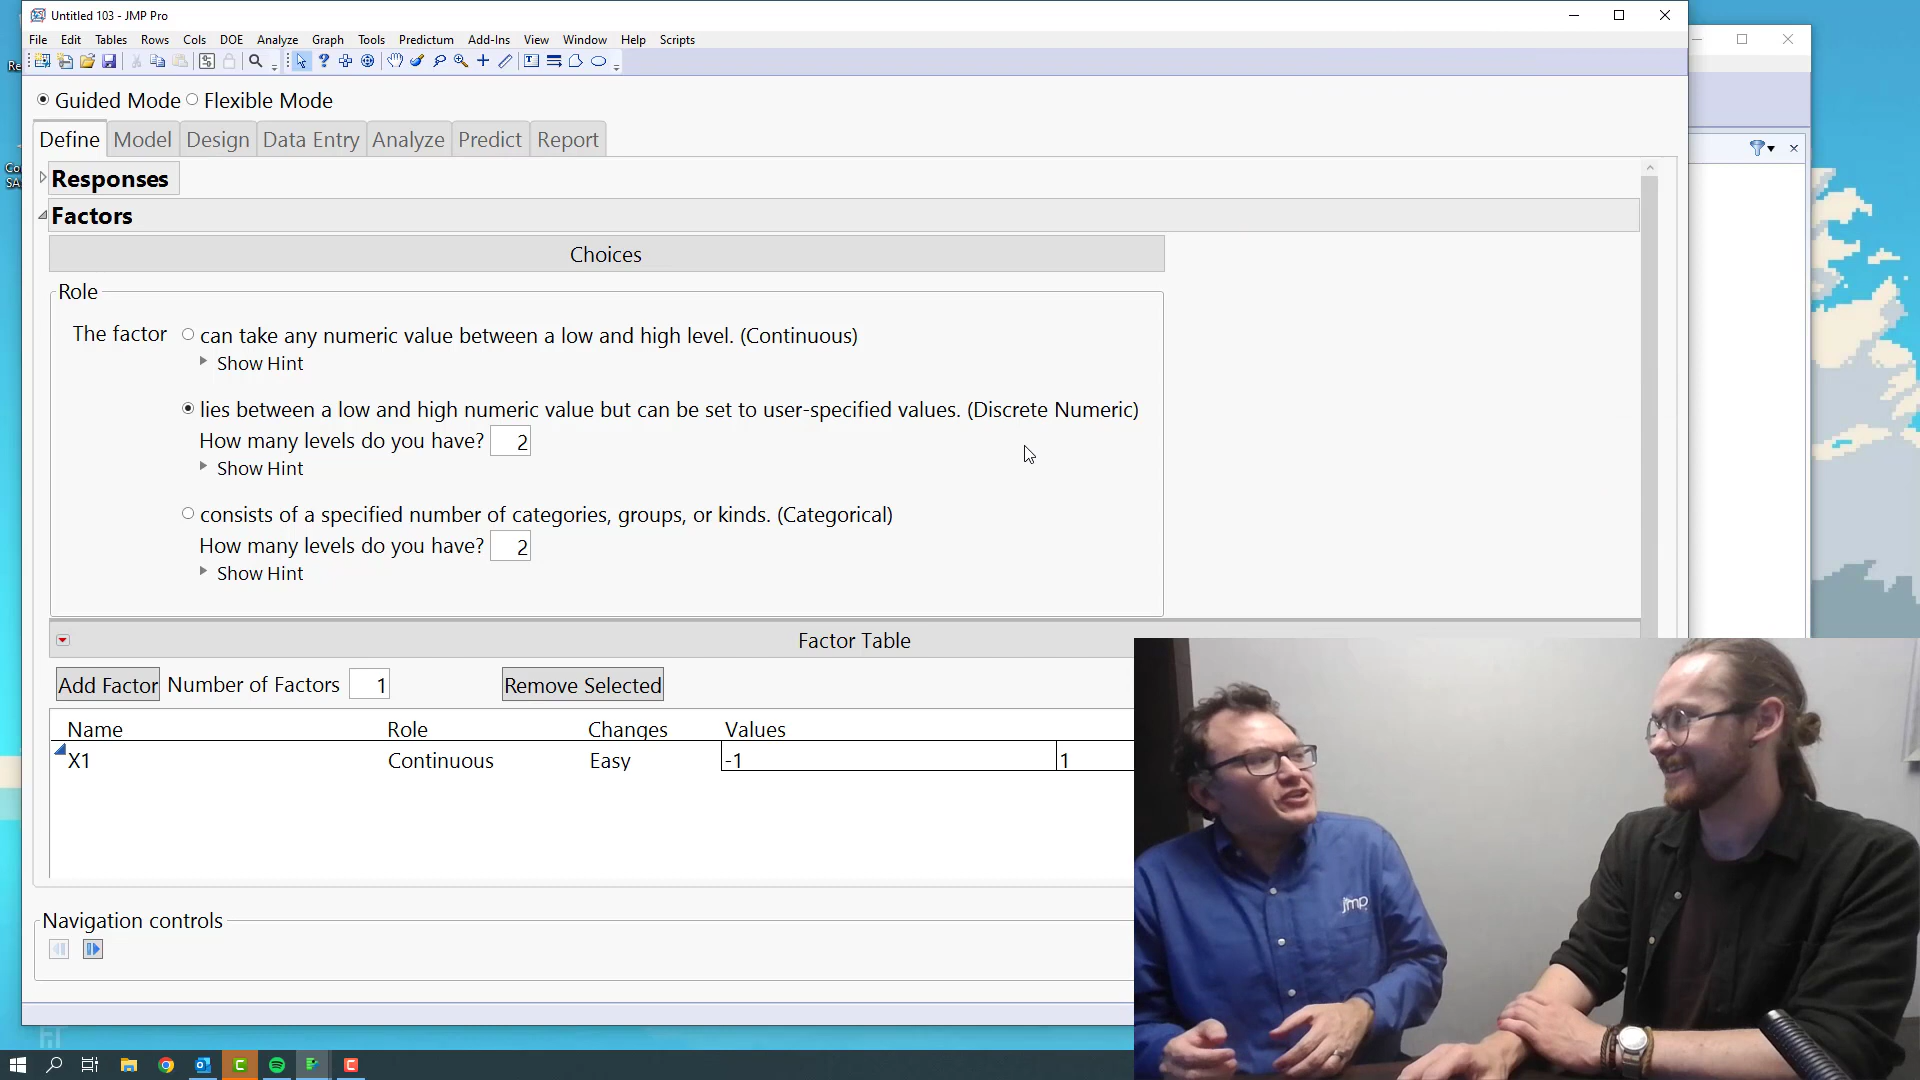 Untitled 103 - JMP Pro
File Edit Tables Rows Cols DOE Analyze Graph Tools Predictum Add-Ins View Window Help Scripts
Guided Mode Flexible Mode
Define Model Design Data Entry Analyze Predict Report
Responses
Factors
Choices
Role
The factor can take any numeric value between a low and high level. (Continuous)
Show Hint
lies between a low and high numeric value but can be set to user-specified values. (Discrete Numeric)
How many levels do you have? 2
Show Hint
consists of a specified number of categories, groups, or kinds. (Categorical)
How many levels do you have? 2
Show Hint
Factor Table
Add Factor Number of Factors 1 Remove Selected
Name Role Changes Values
X1 Continuous Easy -1 1
Navigation controls
jmp